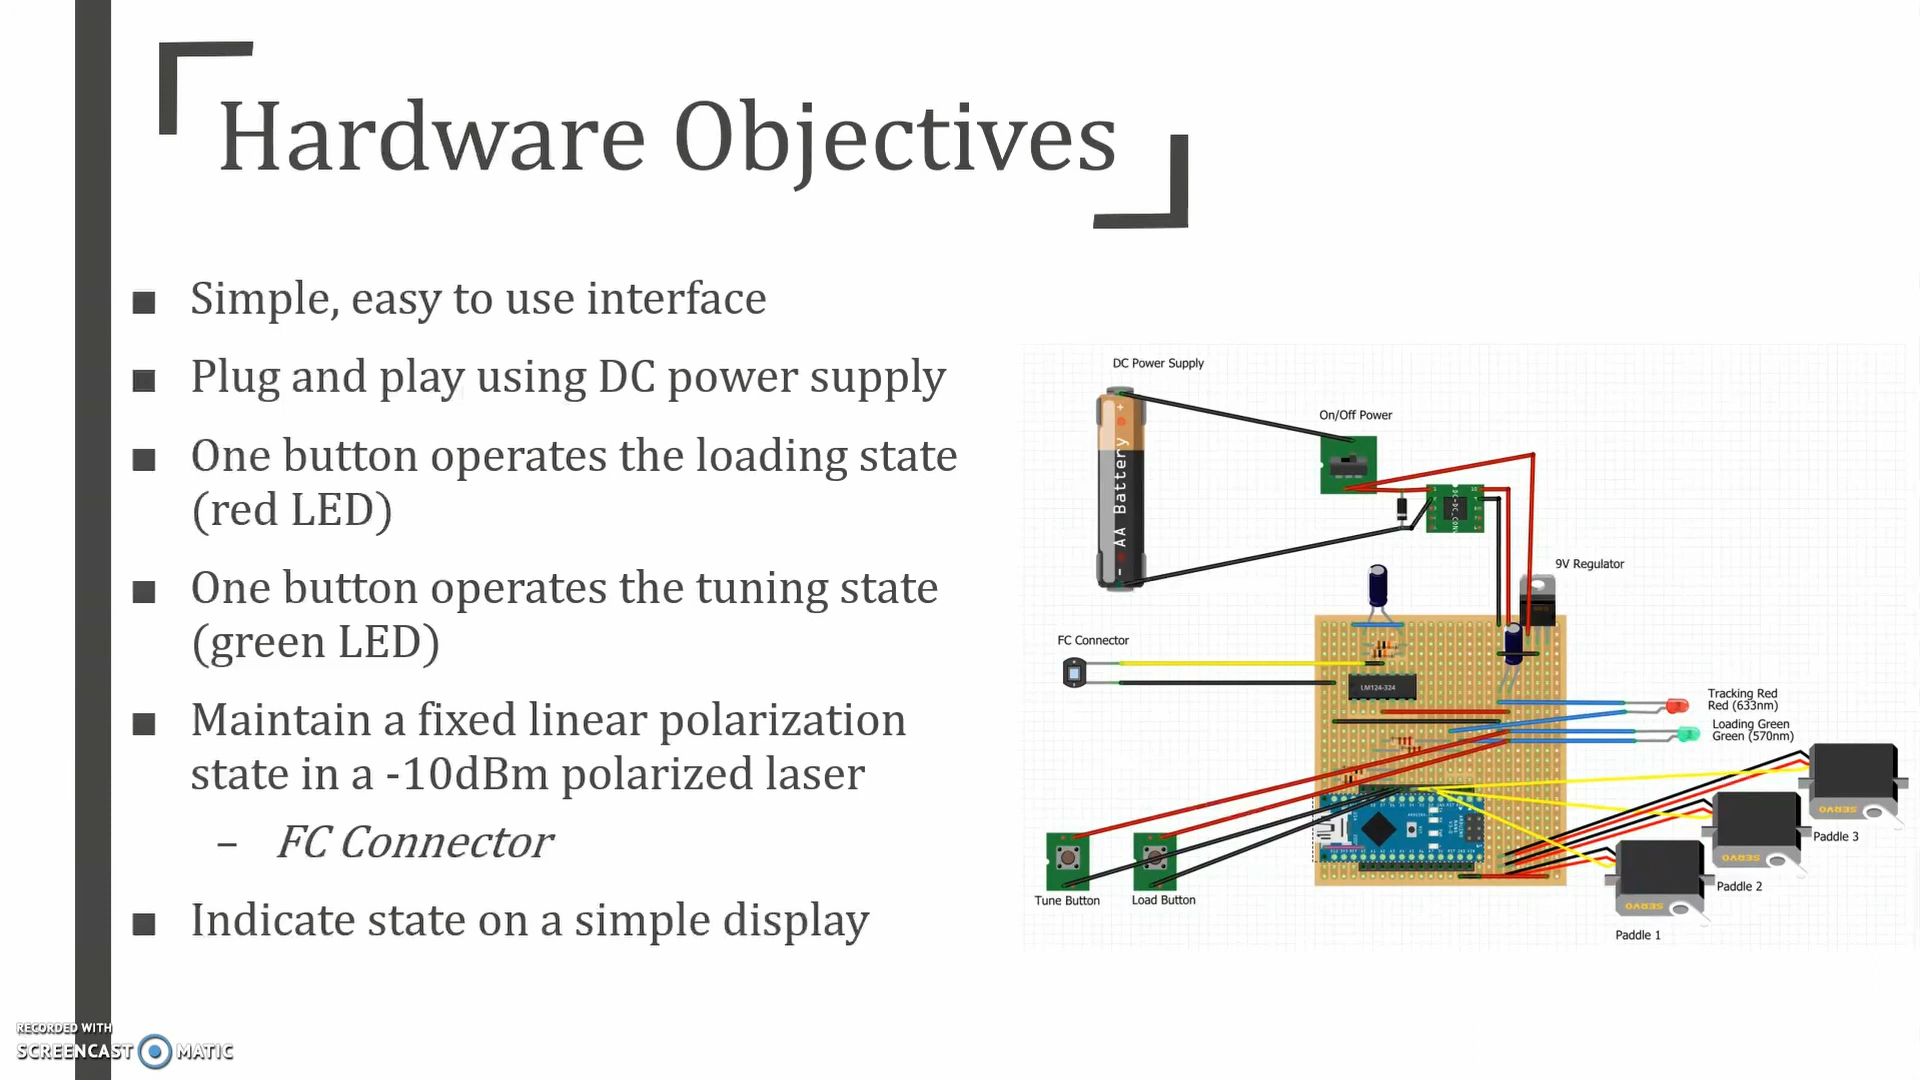 Hardware Objectives
Simple, easy to use interface
Plug and play using DC power supply
One button operates the loading state
(red LED)
One button operates the tuning state
(green LED)
Maintain a fixed linear polarization
state in a -10dBm polarized laser
– FC Connector
Indicate state on a simple display
DC Power Supply
On/Off Power
- AA Battery +
9V Regulator
FC Connector
LM124-324
Tracking Red
Red (633nm)
Loading Green
Green (570nm)
Paddle 3
SERVO
Paddle 2
SERVO
Paddle 1
SERVO
Tune Button
Load Button
RECORDED WITH
SCREENCAST MATIC